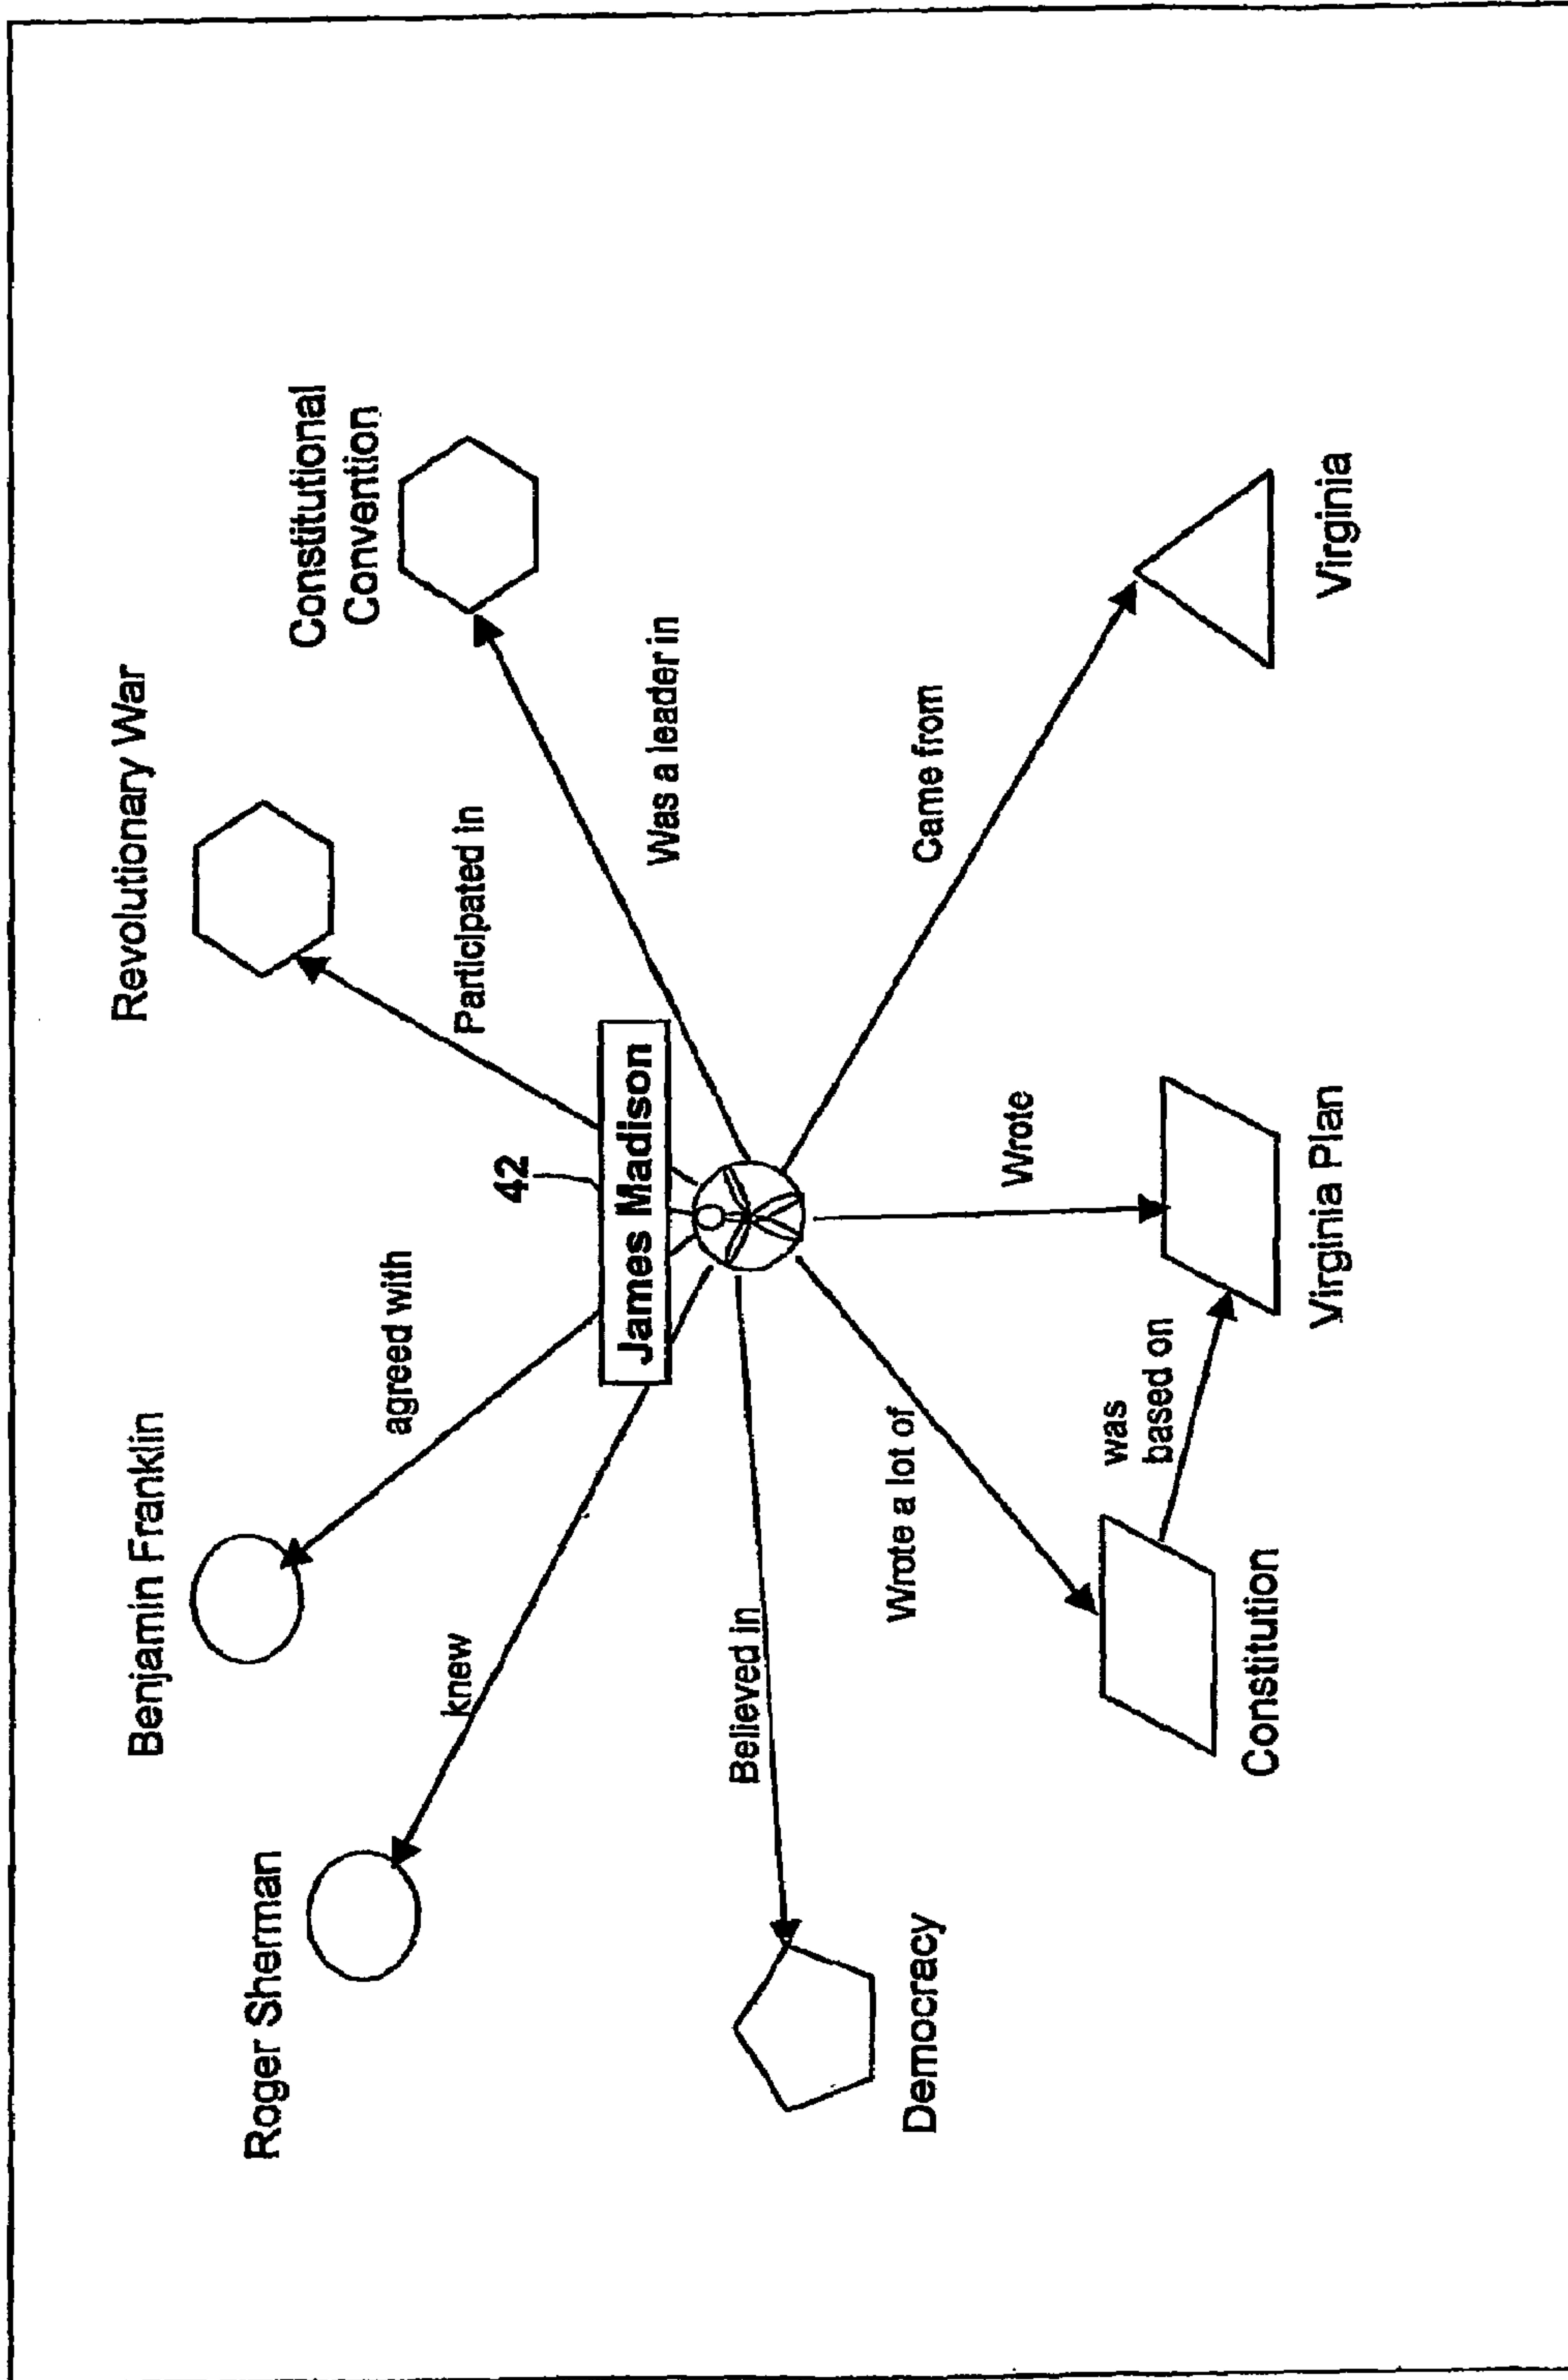 Revolutionary War
Benjamin Franklin
Roger Sherman
Constitutional
Convention
agreed with
Participated in
knew
42
James Madison
Was a leader in
Believed in
Democracy
Wrote a lot of
Came from
Wrote
was
based on
Constitution
Virginia Plan
Virginia